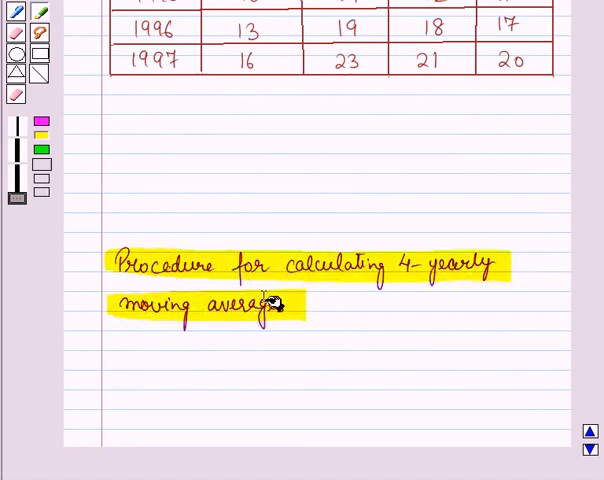 1996 13 19 18 17
1997 16 23 21 20
Procedure for calculating 4-yearly
moving average